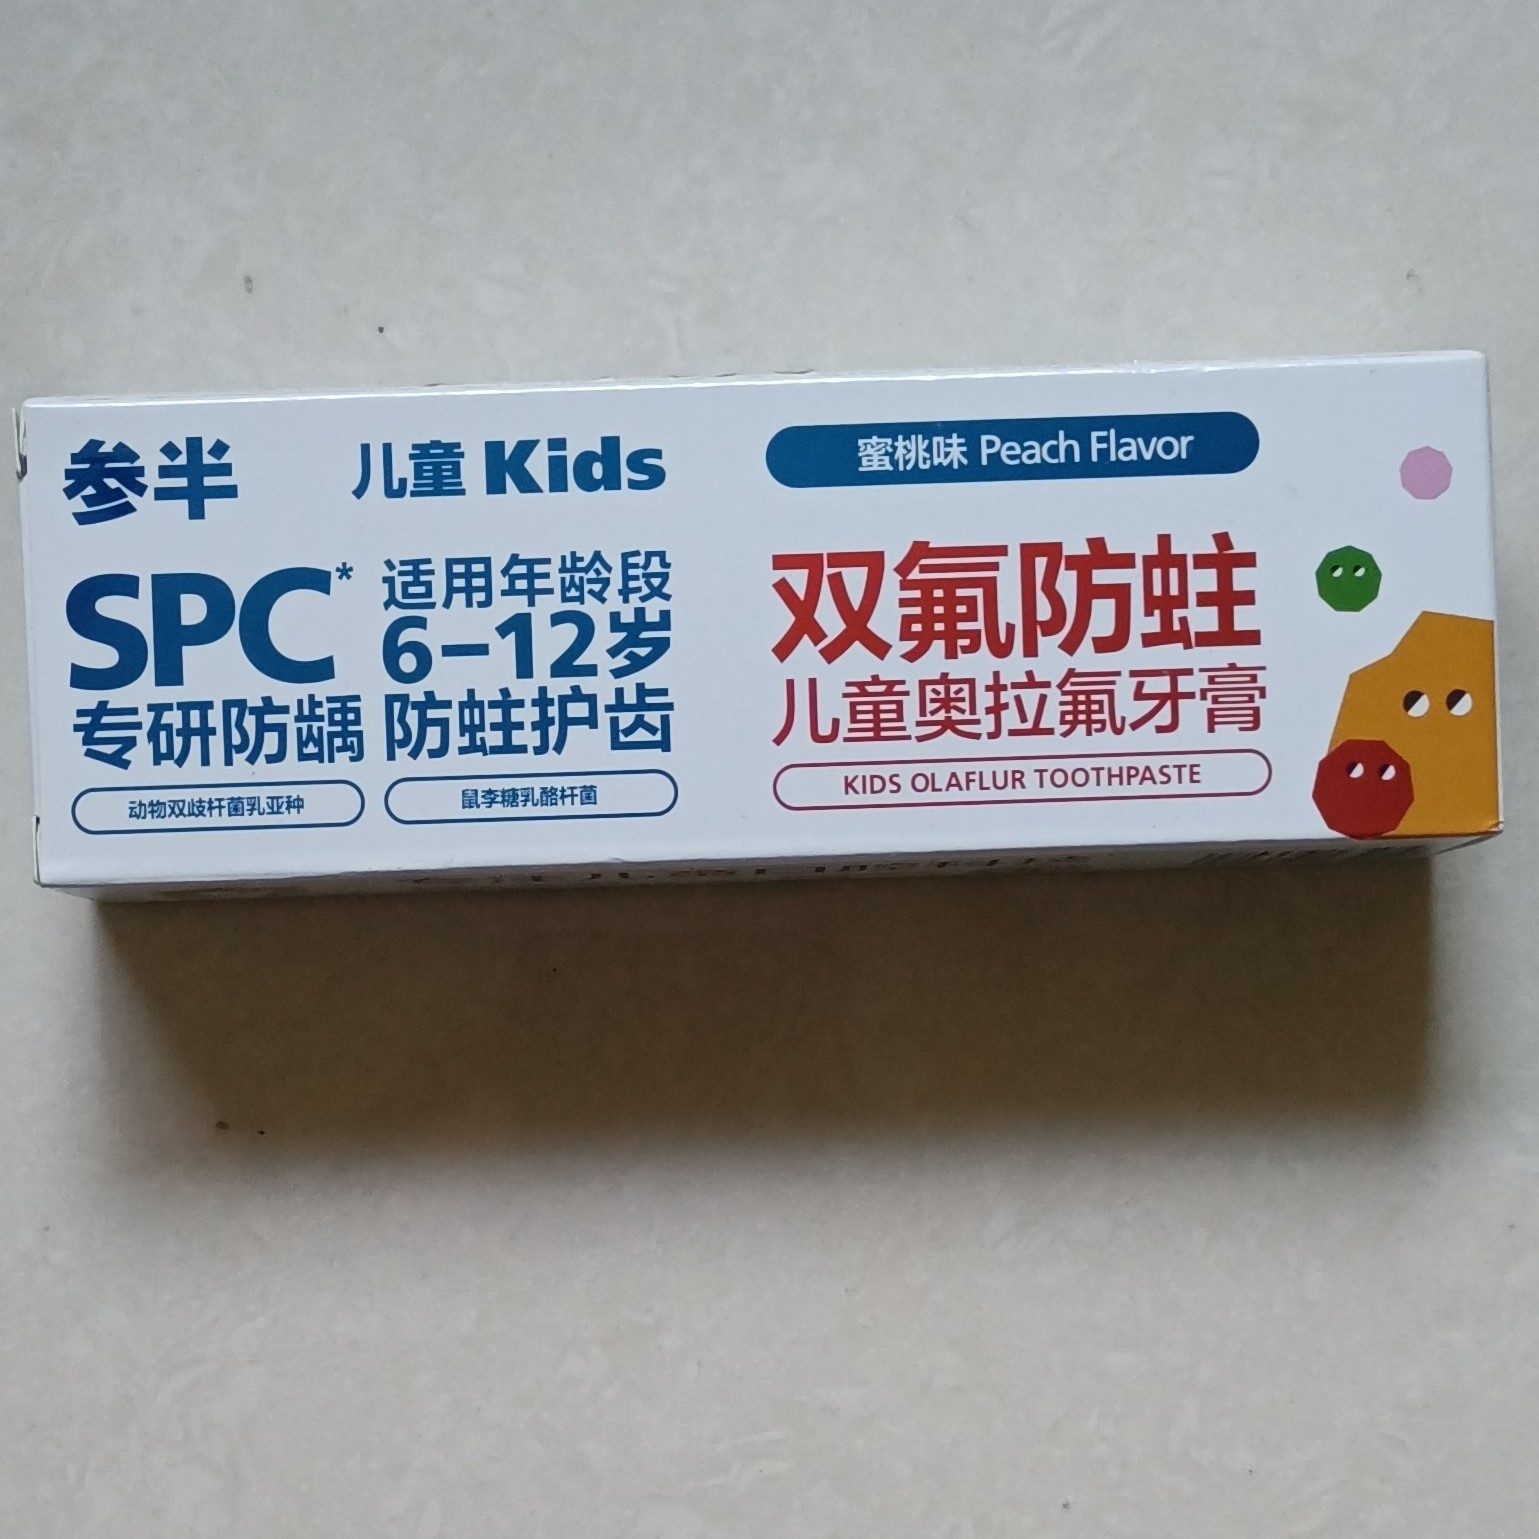 参半
儿童 Kids
SPC*
专研防龋
动物双歧杆菌乳亚种
适用年龄段
6-12岁
防蛀护齿
鼠李糖乳酪杆菌
蜜桃味 Peach Flavor
双氟防蛀
儿童奥拉氟牙膏
KIDS OLAFLUR TOOTHPASTE